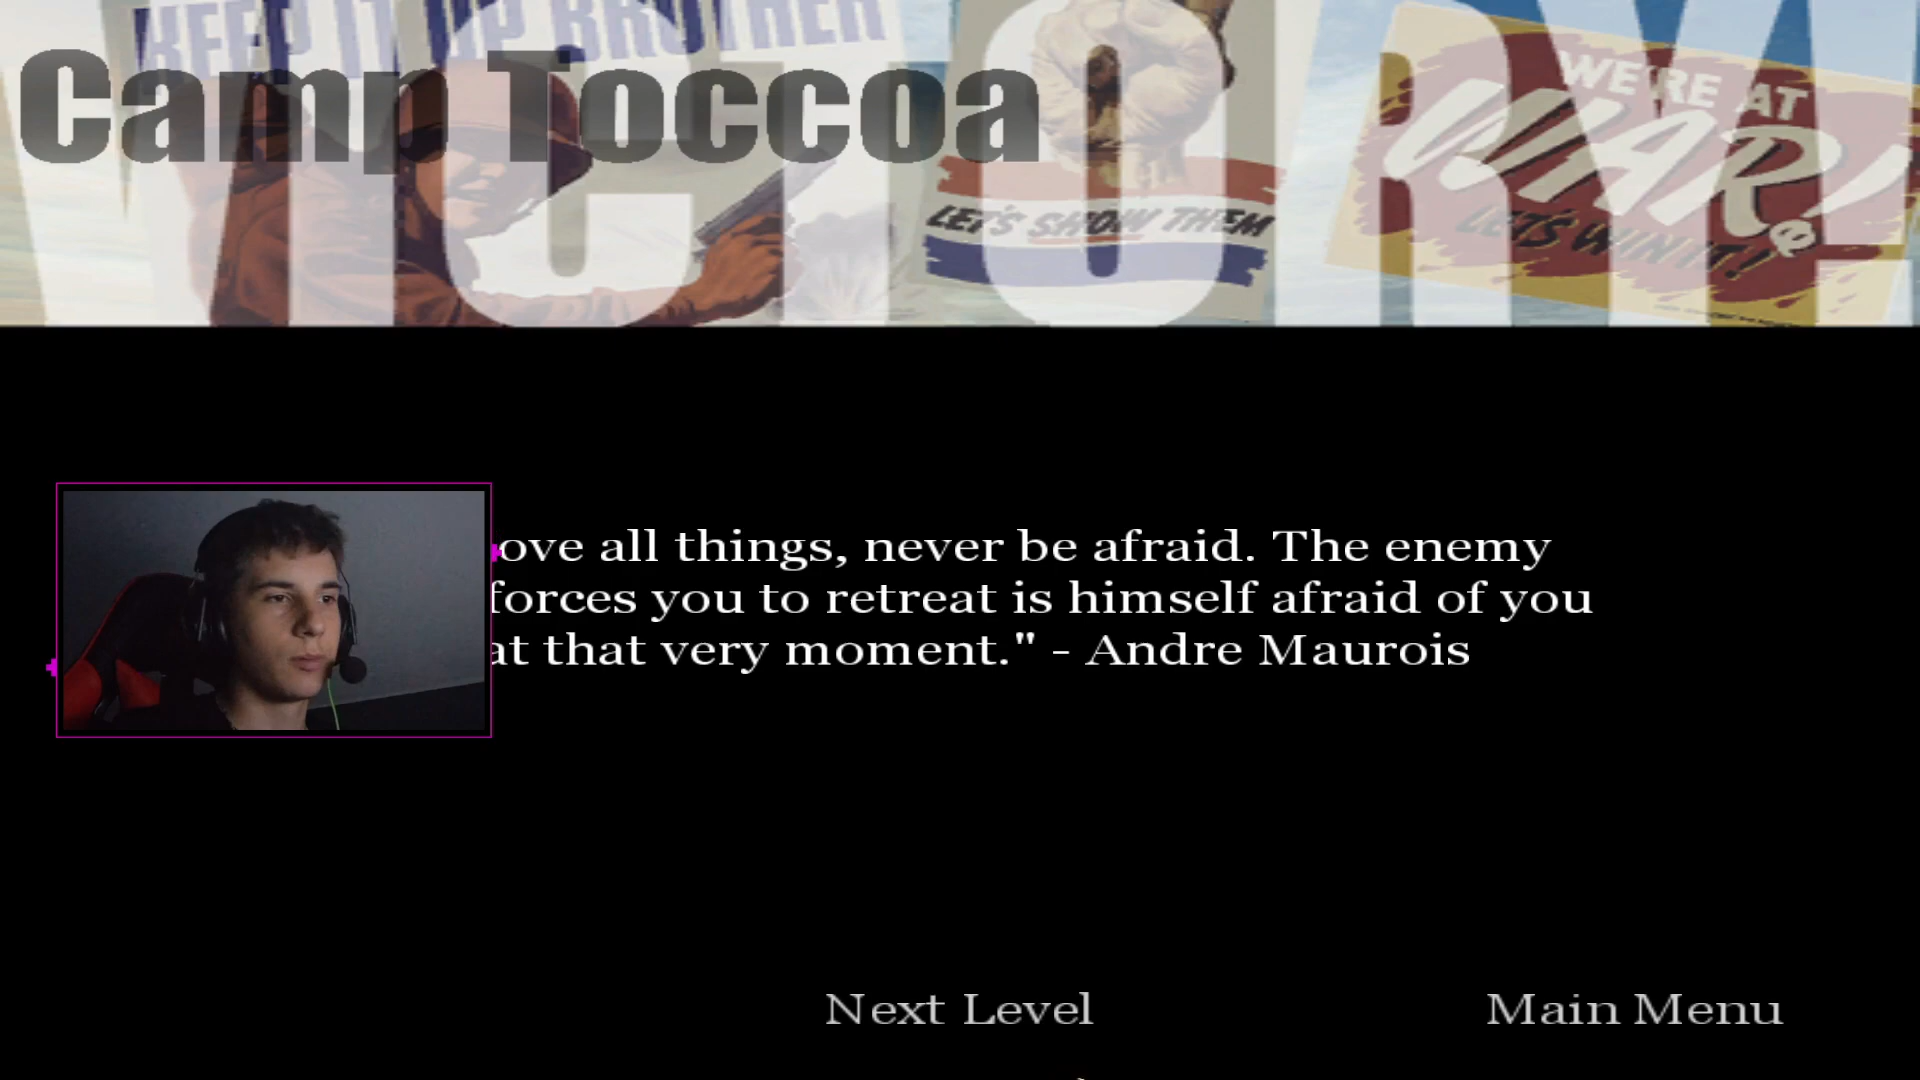 KEEP IT UP BROTHER
Camp Toccoa
VICTORY
WE'RE AT
WAR!
LET'S SHOW THEM
LET'S WIN IT!
ove all things, never be afraid. The enemy
forces you to retreat is himself afraid of you
at that very moment." - Andre Maurois
Next Level
Main Menu